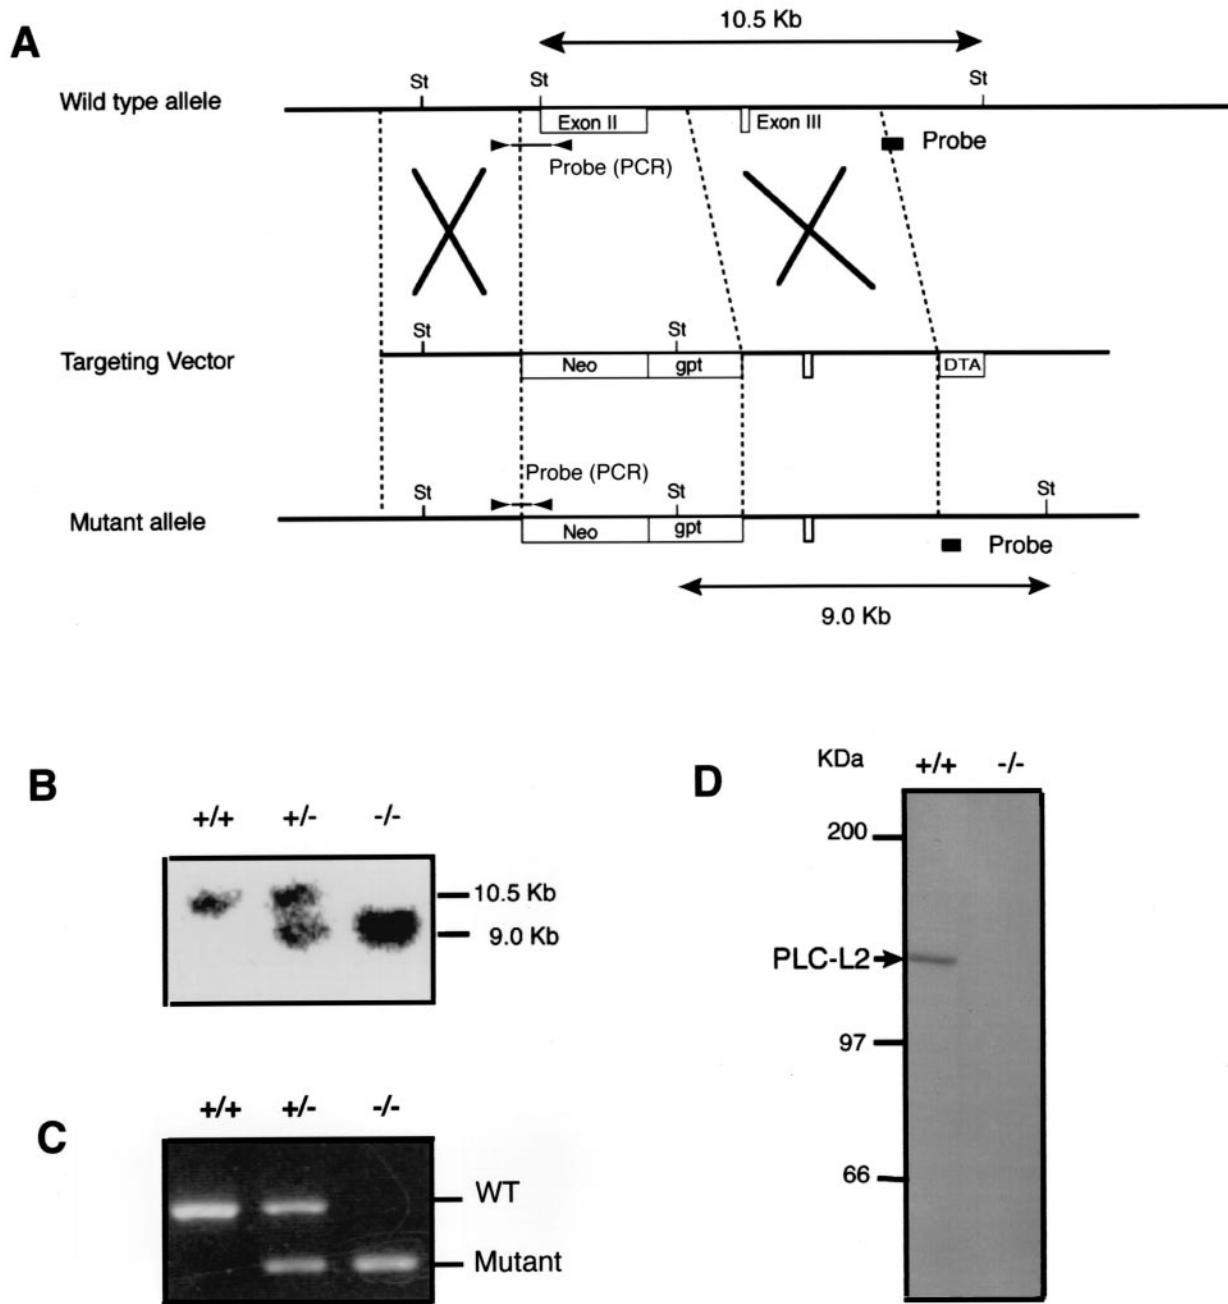 A
10.5 Kb
St St St
Wild type allele
Exon II Exon III
Probe
Probe (PCR)
St St
Targeting Vector
Neo gpt DTA
Probe (PCR)
St St St
Mutant allele
Neo gpt
Probe
9.0 Kb
B
+/+ +/- -/-
10.5 Kb
9.0 Kb
C
+/+ +/- -/-
WT
Mutant
D
KDa +/+ -/-
200
PLC-L2
97
66